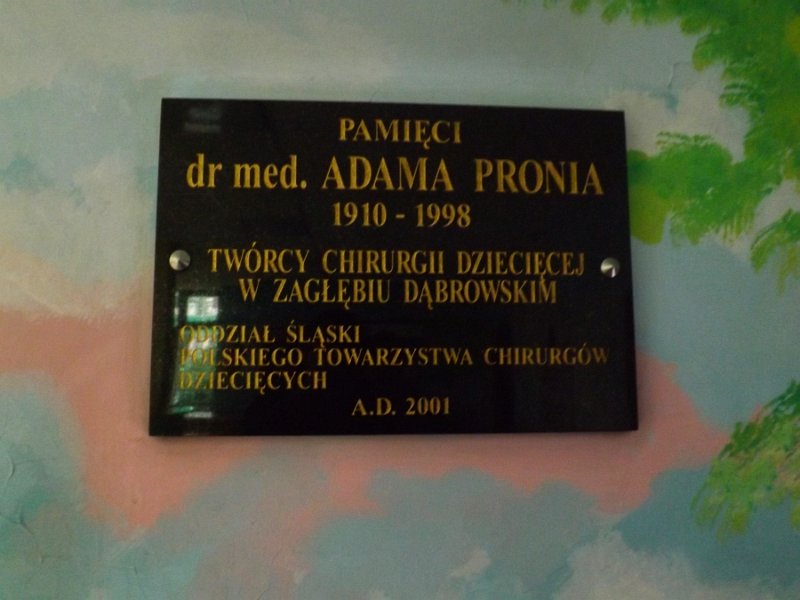 PAMIĘCI
dr med. ADAMA PRONIA
1910 - 1998
TWÓRCY CHIRURGII DZIECIĘCEJ
W ZAGŁĘBIU DĄBROWSKIM
ODDZIAŁ ŚLĄSKI
POLSKIEGO TOWARZYSTWA CHIRURGÓW
DZIECIĘCYCH
A.D. 2001